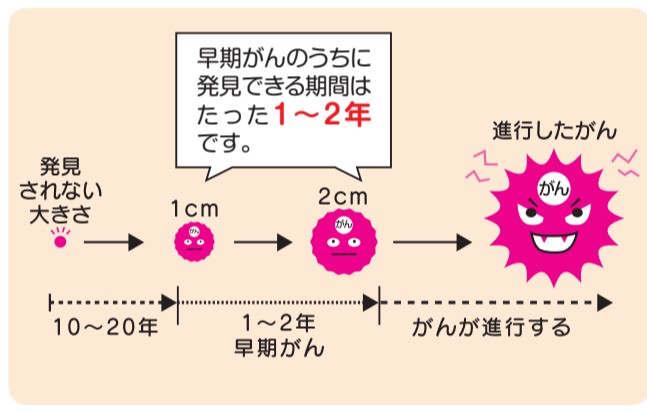 早期がんのうちに
発見できる期間は
たった1～2年
です。
発見
されない
大きさ
1cm
がん
2cm
がん
進行したがん
がん
10～20年
1～2年
早期がん
がんが進行する